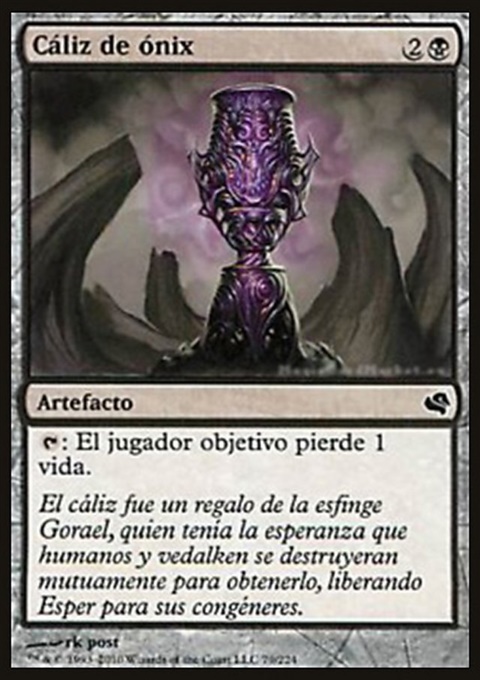 Cáliz de ónix 2
Artefacto
: El jugador objetivo pierde 1
vida.
El cáliz fue un regalo de la esfinge
Gorael, quien tenía la esperanza que
humanos y vedalken se destruyeran
mutuamente para obtenerlo, liberando
Esper para sus congéneres.
rk post
™ & © 1993-2010 Wizards of the Coast LLC 79/224